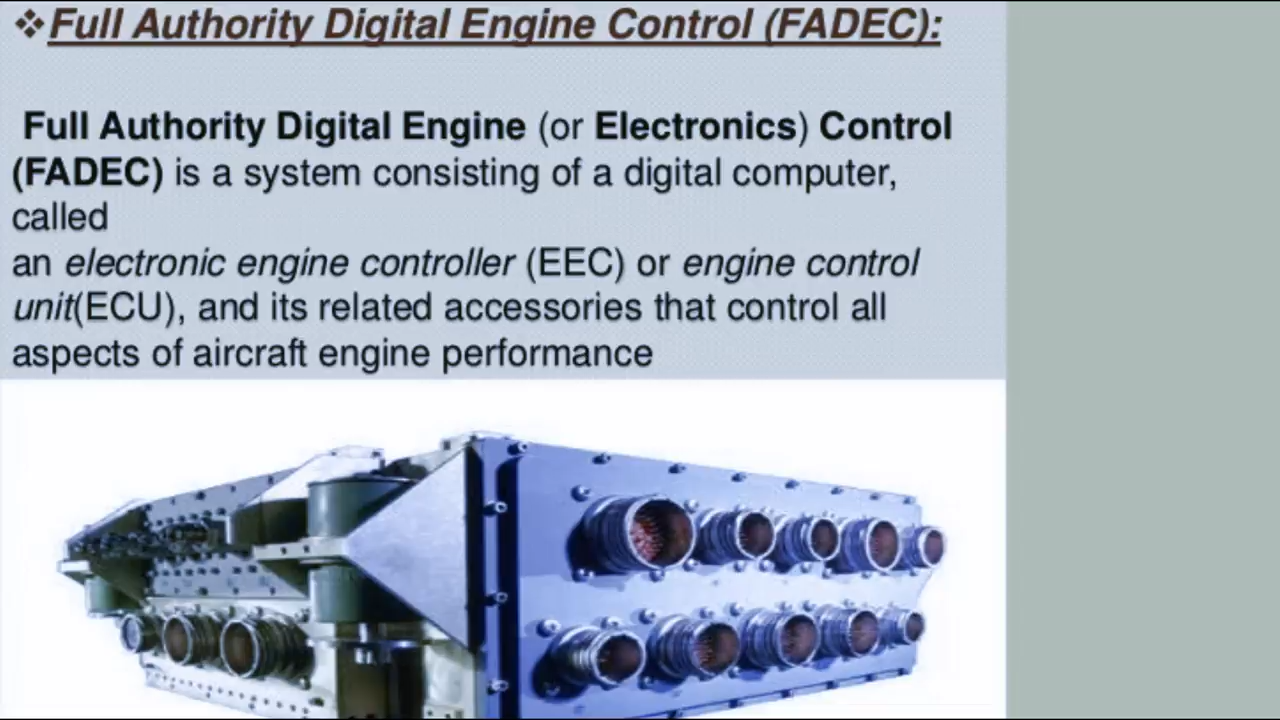 ❖Full Authority Digital Engine Control (FADEC):
Full Authority Digital Engine (or Electronics) Control
(FADEC) is a system consisting of a digital computer,
called
an electronic engine controller (EEC) or engine control
unit(ECU), and its related accessories that control all
aspects of aircraft engine performance